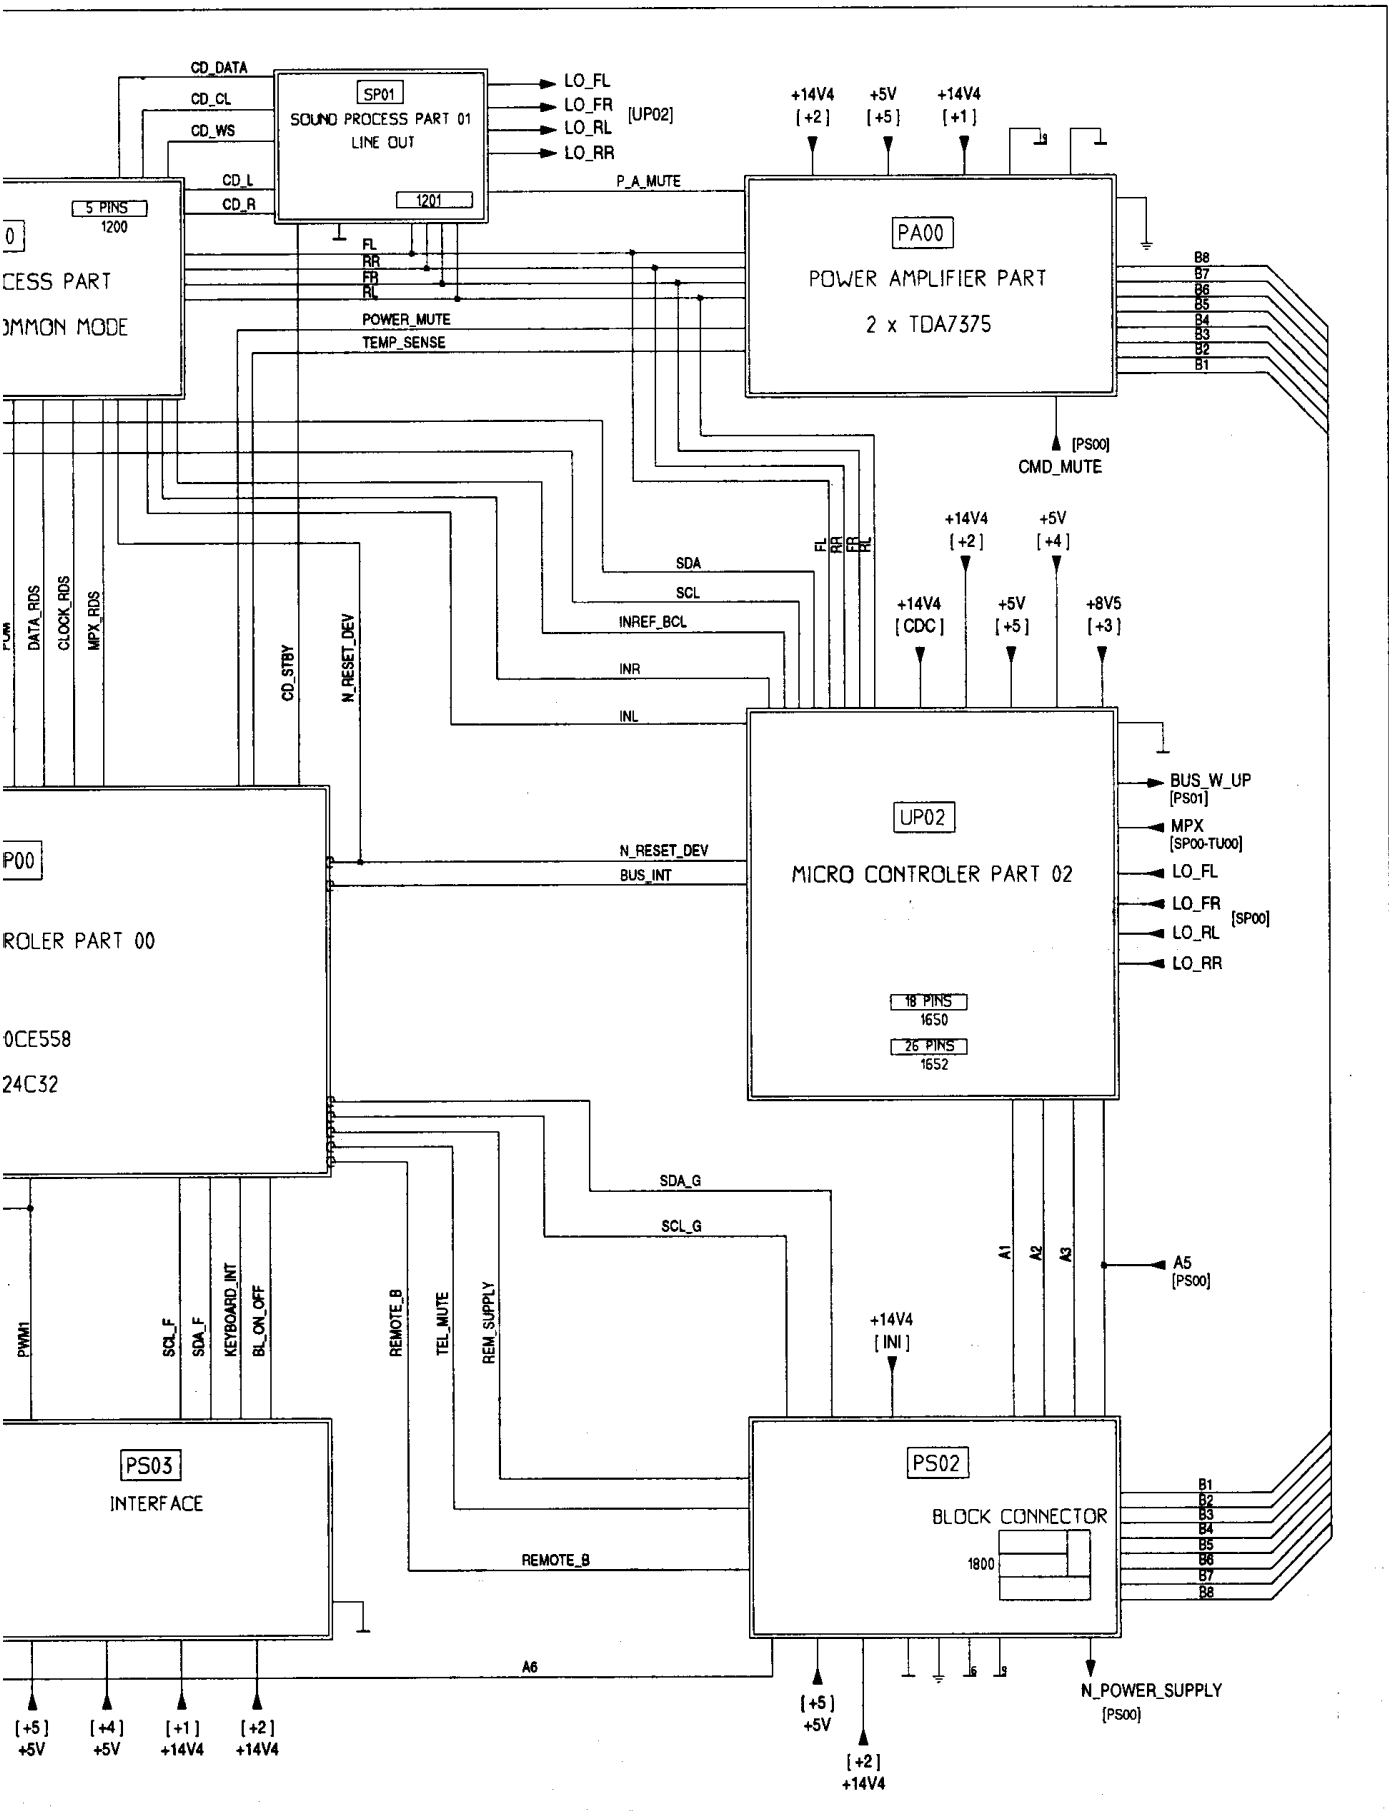 CD_DATA
CD_CL
CD_WS
CD_L
CD_R
SP01
SOUND PROCESS PART 01
LINE OUT
1201
LO_FL
LO_FR
LO_RL
LO_RR
[UP02]
P_A_MUTE
+14V4
[+2]
+5V
[+5]
+14V4
[+1]
9
5 PINS
1200
0
CESS PART
OMMON MODE
FL
RR
FR
RL
POWER_MUTE
TEMP_SENSE
PA00
POWER AMPLIFIER PART
2 x TDA7375
B8
B7
B6
B5
B4
B3
B2
B1
[PS00]
CMD_MUTE
DATA_RDS
CLOCK_RDS
MPX_RDS
CD_STBY
N_RESET_DEV
SDA
SCL
INREF_BCL
INR
INL
FL
RR
FR
RL
+14V4
[+2]
+5V
[+4]
+14V4
[CDC]
+5V
[+5]
+8V5
[+3]
P00
ROLER PART 00
0CE558
24C32
N_RESET_DEV
BUS_INT
UP02
MICRO CONTROLER PART 02
18 PINS
1650
26 PINS
1652
BUS_W_UP
[PS01]
MPX
[SP00-TU00]
LO_FL
LO_FR
LO_RL
LO_RR
[SP00]
SDA_G
SCL_G
A1
A2
A3
A5
[PS00]
PWM1
SCL_F
SDA_F
KEYBOARD_INT
BL_ON_OFF
REMOTE_B
TEL_MUTE
REM_SUPPLY
+14V4
[INI]
PS03
INTERFACE
PS02
BLOCK CONNECTOR
1800
REMOTE_B
B1
B2
B3
B4
B5
B6
B7
B8
A6
6
9
N_POWER_SUPPLY
[PS00]
[+5]
+5V
[+4]
+5V
[+1]
+14V4
[+2]
+14V4
[+5]
+5V
[+2]
+14V4